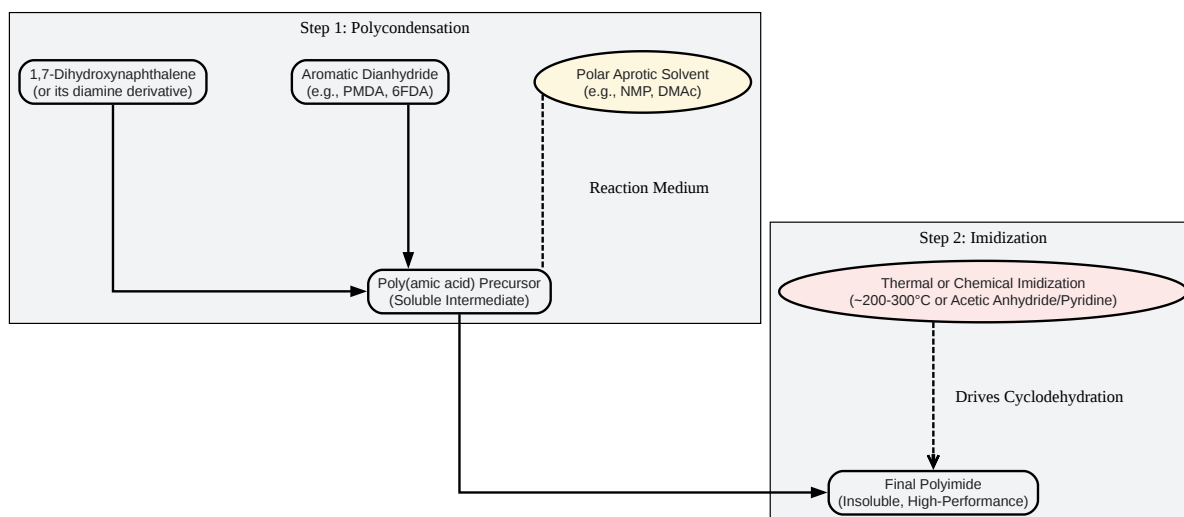 Step 1: Polycondensation
1,7-Dihydroxynaphthalene
(or its diamine derivative)
Aromatic Dianhydride
(e.g., PMDA, 6FDA)
Polar Aprotic Solvent
(e.g., NMP, DMAc)
Reaction Medium
Poly(amic acid) Precursor
(Soluble Intermediate)
Step 2: Imidization
Thermal or Chemical Imidization
(~200-300°C or Acetic Anhydride/Pyridine)
Drives Cyclodehydration
Final Polyimide
(Insoluble, High-Performance)